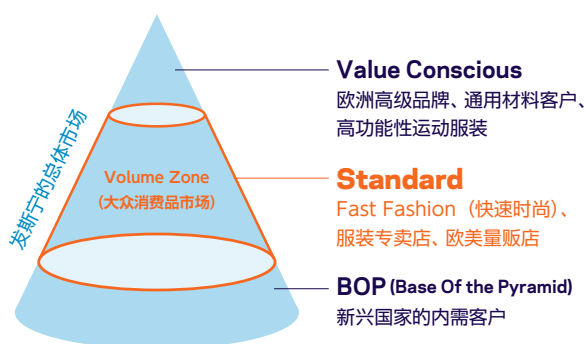 Value Conscious
欧洲高级品牌、通用材料客户、
高功能性运动服装
发斯宁的总体市场
Volume Zone
(大众消费品市场)
Standard
Fast Fashion（快速时尚）、
服装专卖店、欧美量贩店
BOP (Base Of the Pyramid)
新兴国家的内需客户